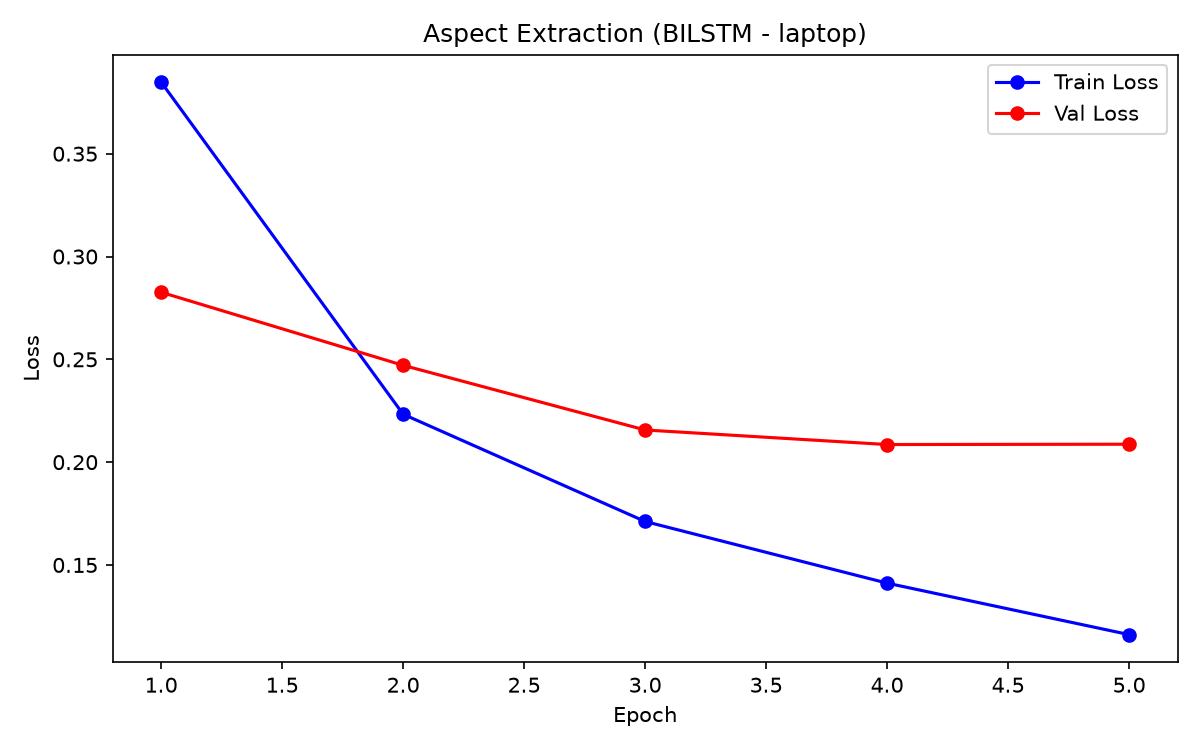 Aspect Extraction (BILSTM - laptop)
Train Loss
Val Loss
Loss
0.35
0.30
0.25
0.20
0.15
1.0 1.5 2.0 2.5 3.0 3.5 4.0 4.5 5.0
Epoch